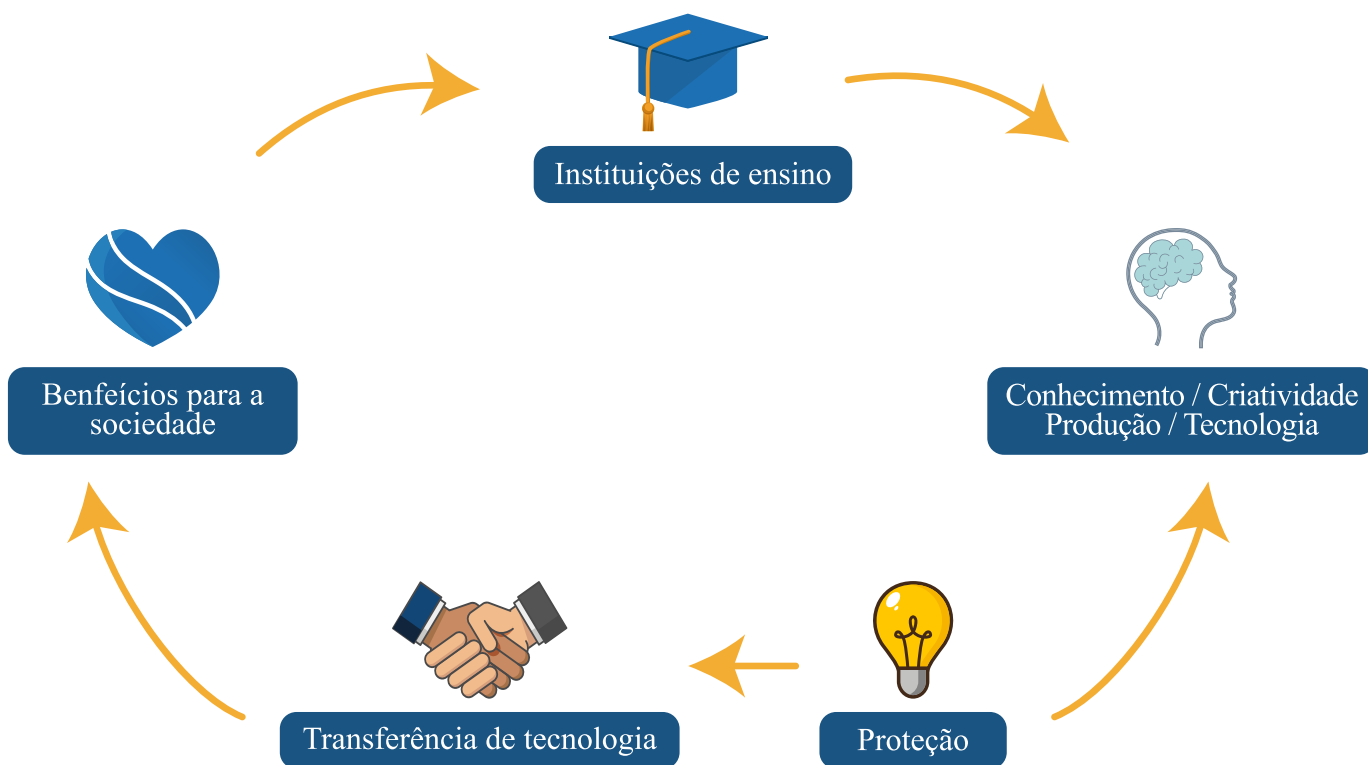 Instituições de ensino
Benfeícios para a
sociedade
Conhecimento / Criatividade
Produção / Tecnologia
Transferência de tecnologia
Proteção